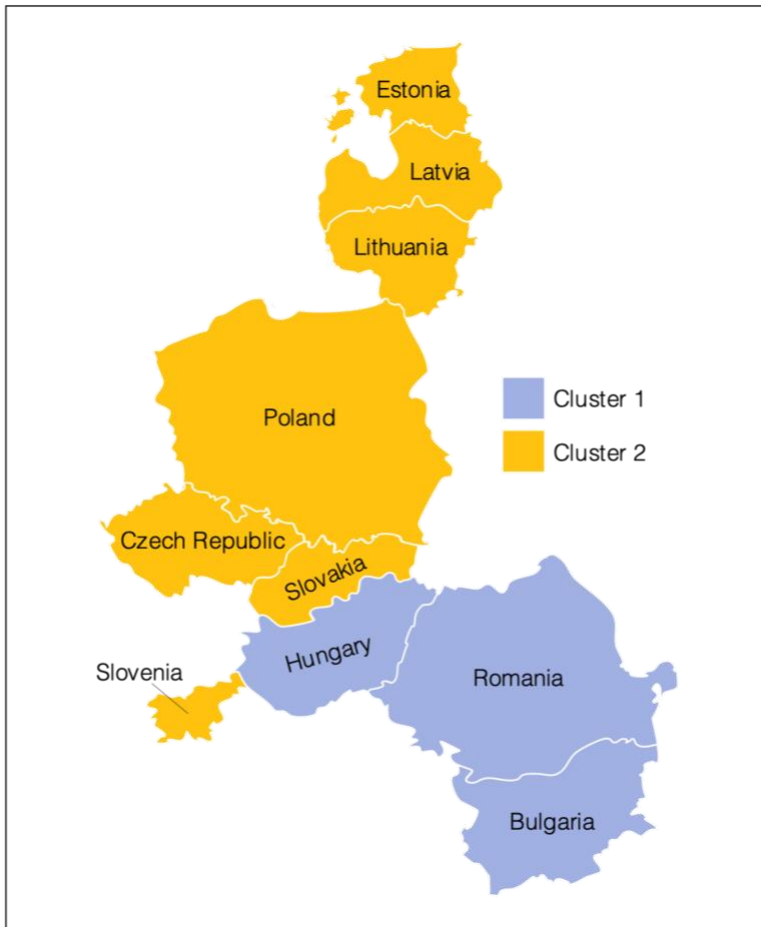 Estonia
Latvia
Lithuania
Poland
Cluster 1
Cluster 2
Czech Republic
Slovakia
Hungary
Slovenia
Romania
Bulgaria